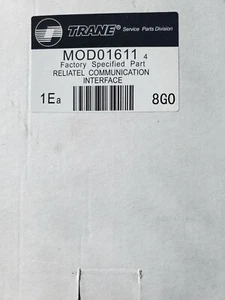 TRANE® Service Parts Division
MOD01611 4
Factory Specified Part
RELIATEL COMMUNICATION
INTERFACE
1Ea 8G0